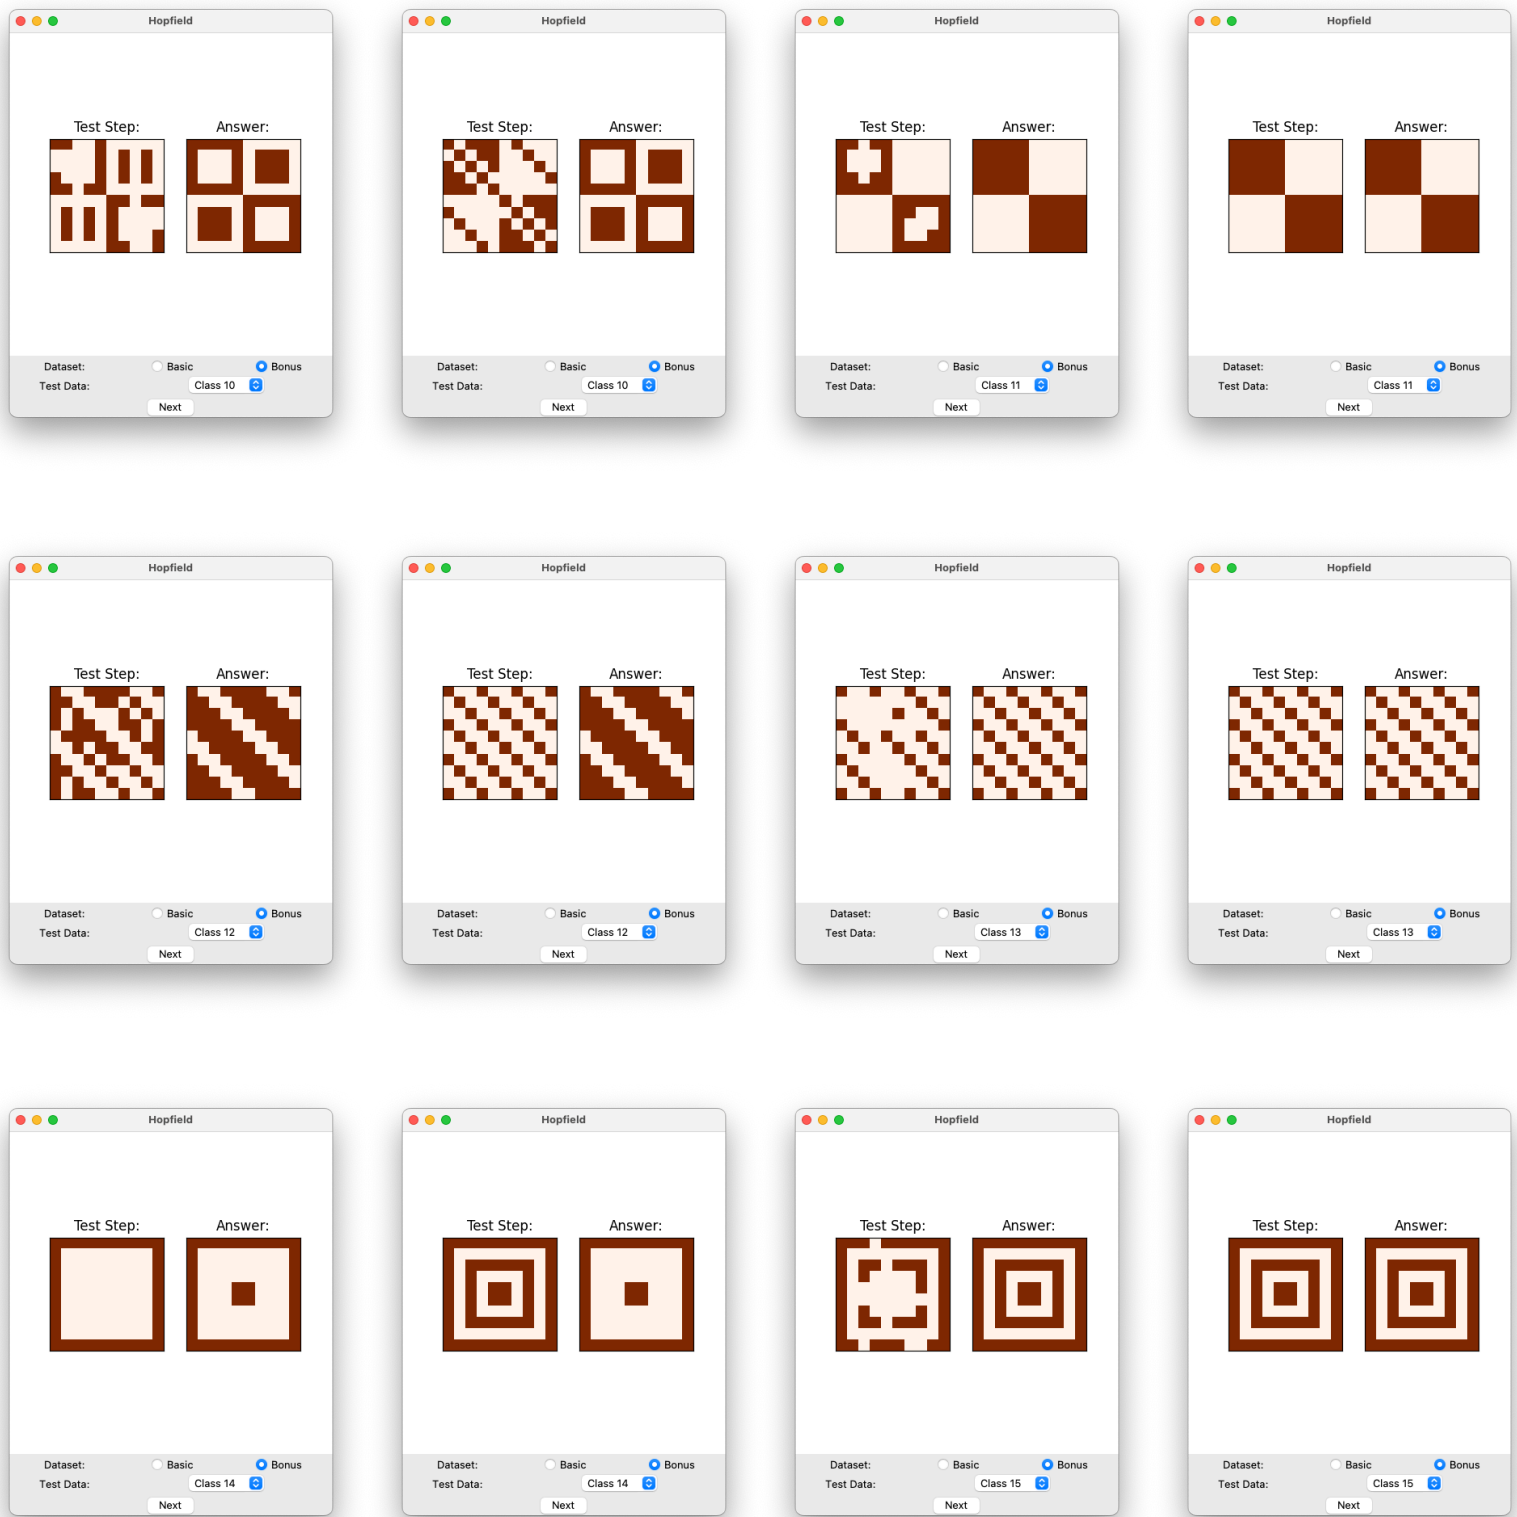 Hopfield
Test Step: Answer:
Dataset: Basic Bonus
Test Data: Class 10
Next
Hopfield
Test Step: Answer:
Dataset: Basic Bonus
Test Data: Class 10
Next
Hopfield
Test Step: Answer:
Dataset: Basic Bonus
Test Data: Class 11
Next
Hopfield
Test Step: Answer:
Dataset: Basic Bonus
Test Data: Class 11
Next
Hopfield
Test Step: Answer:
Dataset: Basic Bonus
Test Data: Class 12
Next
Hopfield
Test Step: Answer:
Dataset: Basic Bonus
Test Data: Class 12
Next
Hopfield
Test Step: Answer:
Dataset: Basic Bonus
Test Data: Class 13
Next
Hopfield
Test Step: Answer:
Dataset: Basic Bonus
Test Data: Class 13
Next
Hopfield
Test Step: Answer:
Dataset: Basic Bonus
Test Data: Class 14
Next
Hopfield
Test Step: Answer:
Dataset: Basic Bonus
Test Data: Class 14
Next
Hopfield
Test Step: Answer:
Dataset: Basic Bonus
Test Data: Class 15
Next
Hopfield
Test Step: Answer:
Dataset: Basic Bonus
Test Data: Class 15
Next